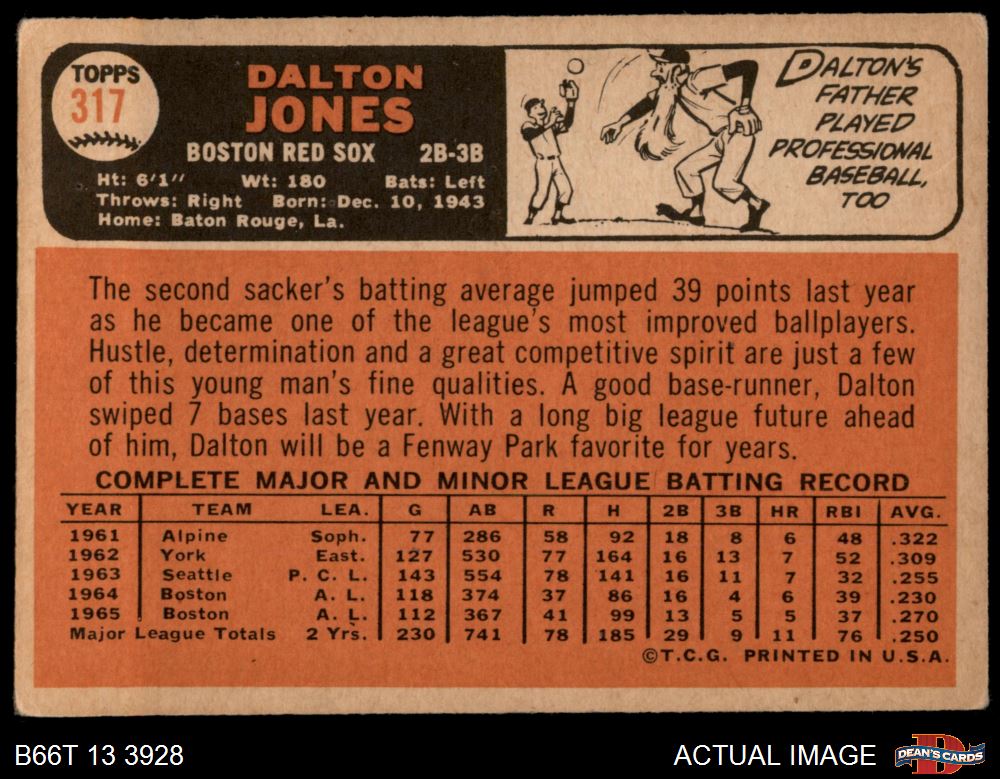 TOPPS
317
DALTON
JONES
BOSTON RED SOX 2B-3B
Ht: 6'1" Wt: 180 Bats: Left
Throws: Right Born: Dec. 10, 1943
Home: Baton Rouge, La.
DALTON'S
FATHER
PLAYED
PROFESSIONAL
BASEBALL,
TOO
The second sacker's batting average jumped 39 points last year
as he became one of the league's most improved ballplayers.
Hustle, determination and a great competitive spirit are just a few
of this young man's fine qualities. A good base-runner, Dalton
swiped 7 bases last year. With a long big league future ahead
of him, Dalton will be a Fenway Park favorite for years.
COMPLETE MAJOR AND MINOR LEAGUE BATTING RECORD
YEAR TEAM LEA. G AB R H 2B 3B HR RBI AVG.
1961 Alpine Soph. 77 286 58 92 18 8 6 48 .322
1962 York East. 127 530 77 164 16 13 7 52 .309
1963 Seattle P. C. L. 143 554 78 141 16 11 7 32 .255
1964 Boston A. L. 118 374 37 86 16 4 6 39 .230
1965 Boston A. L. 112 367 41 99 13 5 5 37 .270
Major League Totals 2 Yrs. 230 741 78 185 29 9 11 76 .250
©T.C.G. PRINTED IN U.S.A.
B66T 13 3928 ACTUAL IMAGE DEAN'S CARDS